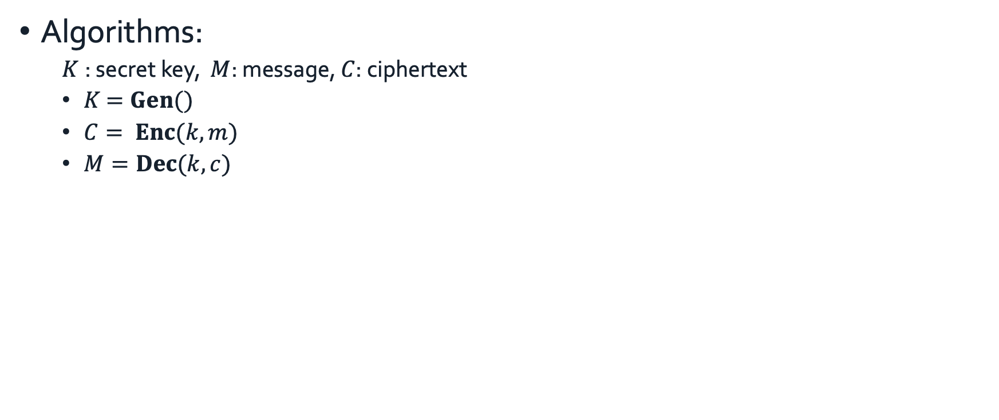 • Algorithms:
K : secret key, M: message, C: ciphertext
• K = Gen()
• C = Enc(k, m)
• M = Dec(k, c)